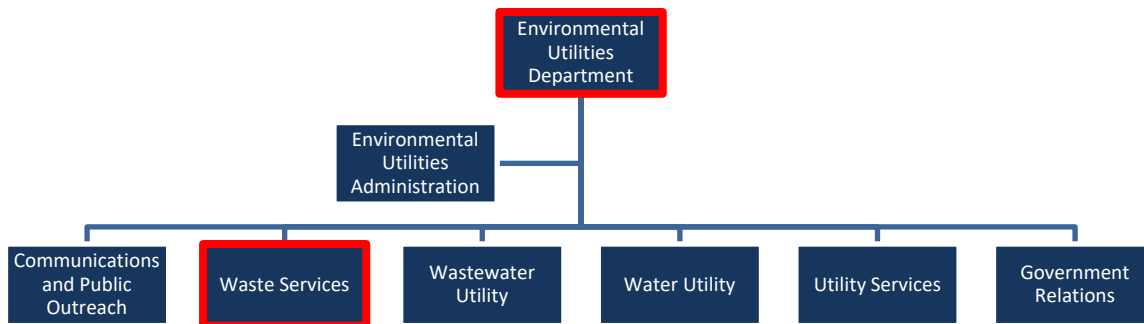 Environmental
Utilities
Department
Environmental
Utilities
Administration
Communications
and Public
Outreach
Waste Services
Wastewater
Utility
Water Utility
Utility Services
Government
Relations